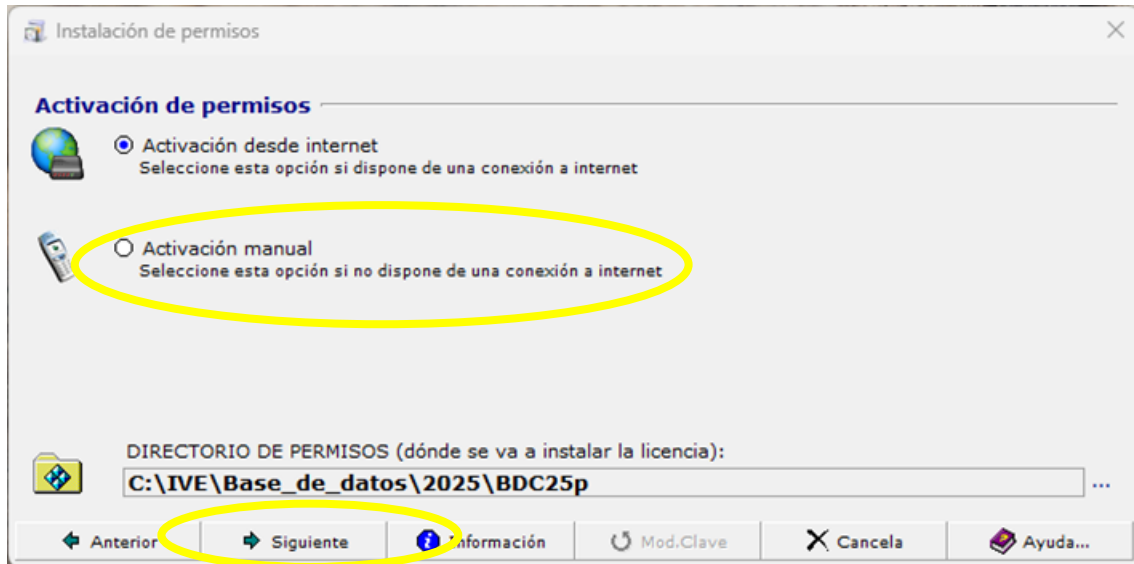 Instalación de permisos
Activación de permisos
Activación desde internet
Seleccione esta opción si dispone de una conexión a internet
Activación manual
Seleccione esta opción si no dispone de una conexión a internet
DIRECTORIO DE PERMISOS (dónde se va a instalar la licencia):
C:\IVE\Base_de_datos\2025\BDC25p
...
Anterior Siguiente Información Mod.Clave Cancela Ayuda...